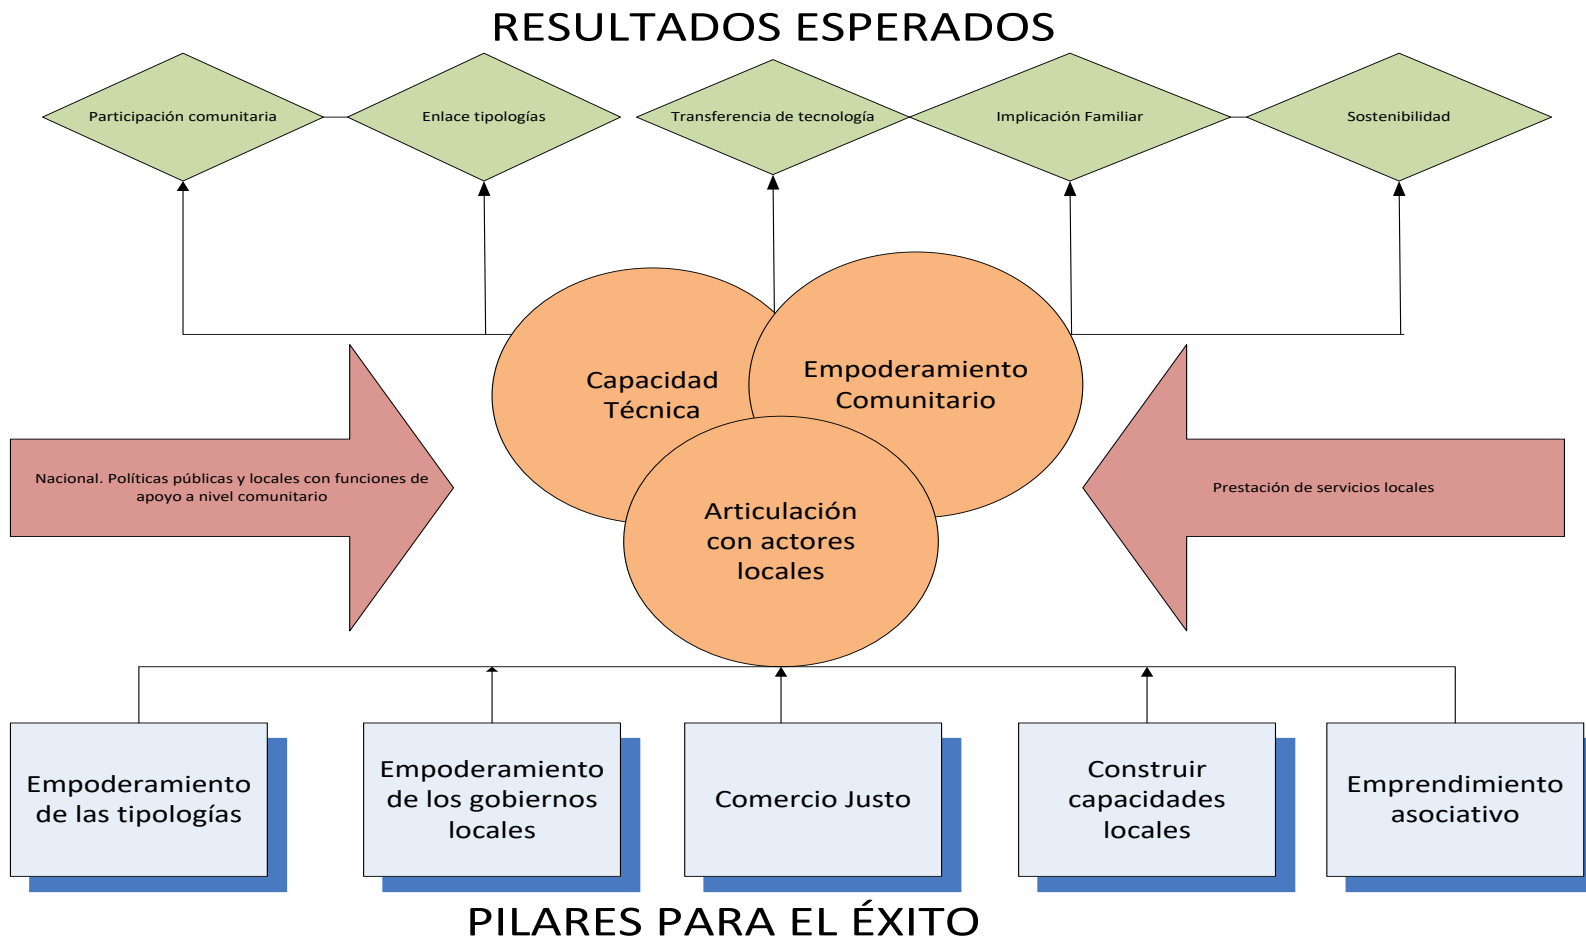 RESULTADOS ESPERADOS
Participación comunitaria
Enlace tipologías
Transferencia de tecnología
Implicación Familiar
Sostenibilidad
Capacidad
Técnica
Empoderamiento
Comunitario
Nacional. Políticas públicas y locales con funciones de
apoyo a nivel comunitario
Prestación de servicios locales
Articulación
con actores
locales
Empoderamiento
de las tipologías
Empoderamiento
de los gobiernos
locales
Comercio Justo
Construir
capacidades
locales
Emprendimiento
asociativo
PILARES PARA EL ÉXITO